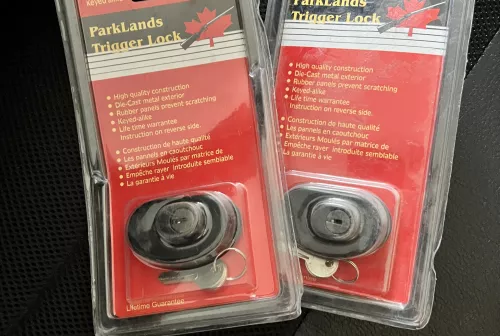 ParkLands
Trigger Lock
High quality construction
Die-Cast metal exterior
Rubber panels prevent scratching
Keyed-alike
Life time warrantee
Instruction on reverse side.
Construction de haute qualité
Les pannels en caoutchouc
Extérieurs Moulés par matrice de
Empêche rayer introduite semblable
La garantie à vie
Lifetime Guarantee
ParkLands
Trigger Lock
High quality construction
Die-Cast metal exterior
Rubber panels prevent scratching
Keyed-alike
Life time warrantee
Instruction on reverse side.
Construction de haute qualité
Les pannels en caoutchouc
Extérieurs Moulés par matrice de
Empêche rayer introduite semblable
La garantie à vie